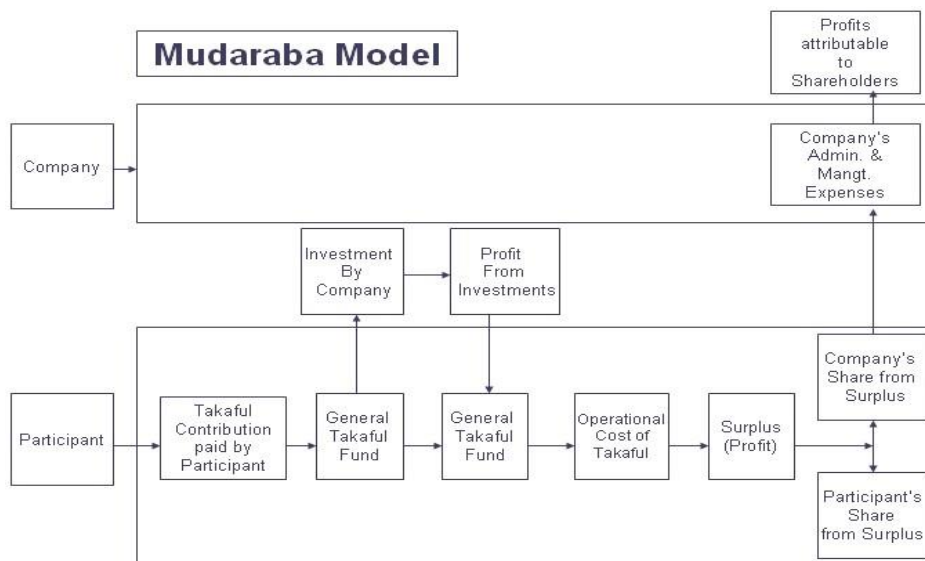 Mudaraba Model
Profits
attributable
to
Shareholders
Company
Company's
Admin. &
Mangt.
Expenses
Investment
By
Company
Profit
From
Investments
Participant
Takaful
Contribution
paid by
Participant
General
Takaful
Fund
General
Takaful
Fund
Operational
Cost of
Takaful
Surplus
(Profit)
Company's
Share from
Surplus
Participant's
Share
from Surplus